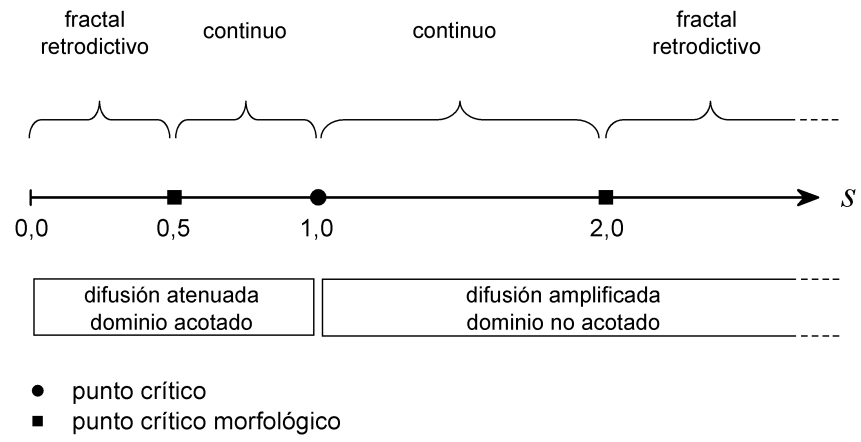 fractal
retrodictivo
continuo
continuo
fractal
retrodictivo
s
0,0
0,5
1,0
2,0
difusión atenuada
dominio acotado
difusión amplificada
dominio no acotado
punto crítico
punto crítico morfológico